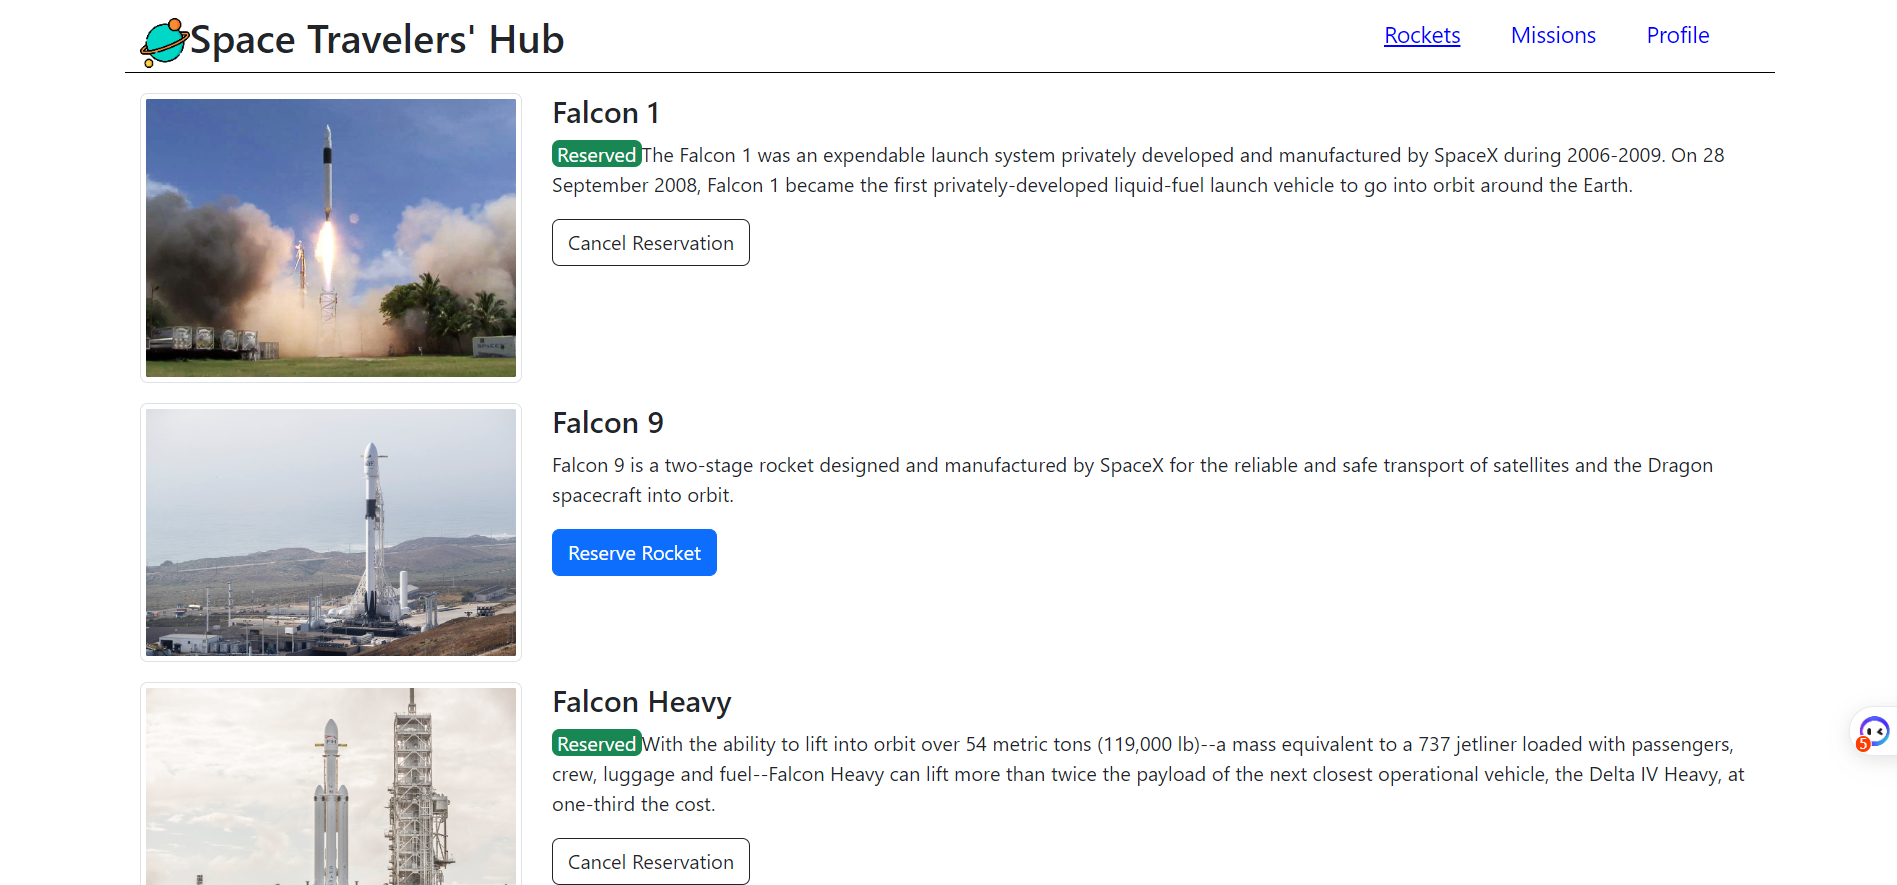 Space Travelers' Hub
Rockets
Missions
Profile
Falcon 1
Reserved The Falcon 1 was an expendable launch system privately developed and manufactured by SpaceX during 2006-2009. On 28
September 2008, Falcon 1 became the first privately-developed liquid-fuel launch vehicle to go into orbit around the Earth.
Cancel Reservation
Falcon 9
Falcon 9 is a two-stage rocket designed and manufactured by SpaceX for the reliable and safe transport of satellites and the Dragon
spacecraft into orbit.
Reserve Rocket
Falcon Heavy
Reserved With the ability to lift into orbit over 54 metric tons (119,000 lb)--a mass equivalent to a 737 jetliner loaded with passengers,
crew, luggage and fuel--Falcon Heavy can lift more than twice the payload of the next closest operational vehicle, the Delta IV Heavy, at
one-third the cost.
Cancel Reservation
5